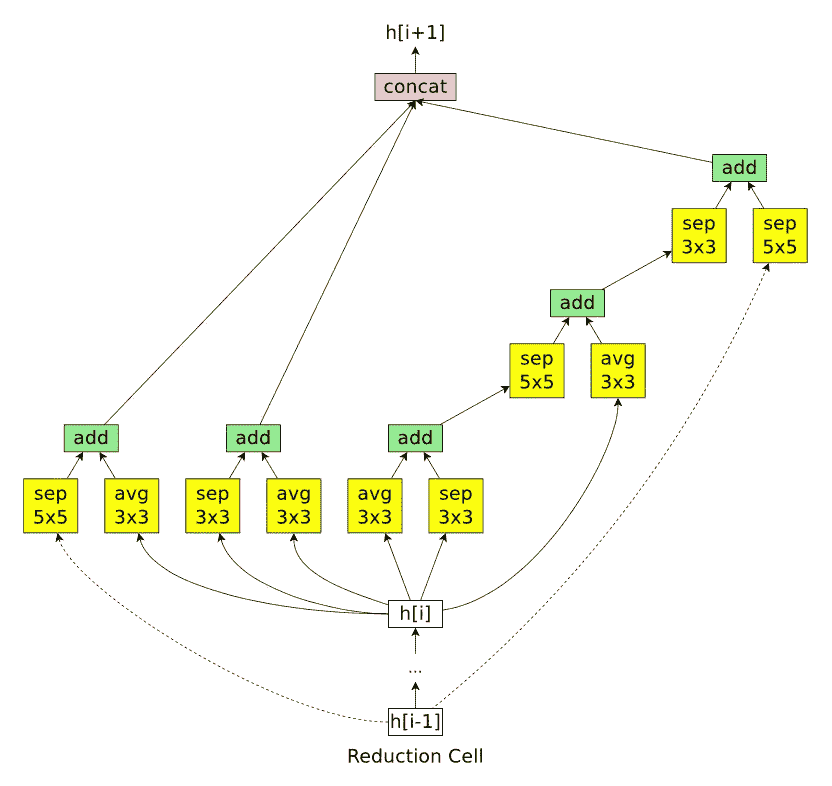 h[i+1]
concat
add
sep
3x3
sep
5x5
add
sep
5x5
avg
3x3
add
add
add
sep
5x5
avg
3x3
sep
3x3
avg
3x3
avg
3x3
sep
3x3
h[i]
...
h[i-1]
Reduction Cell